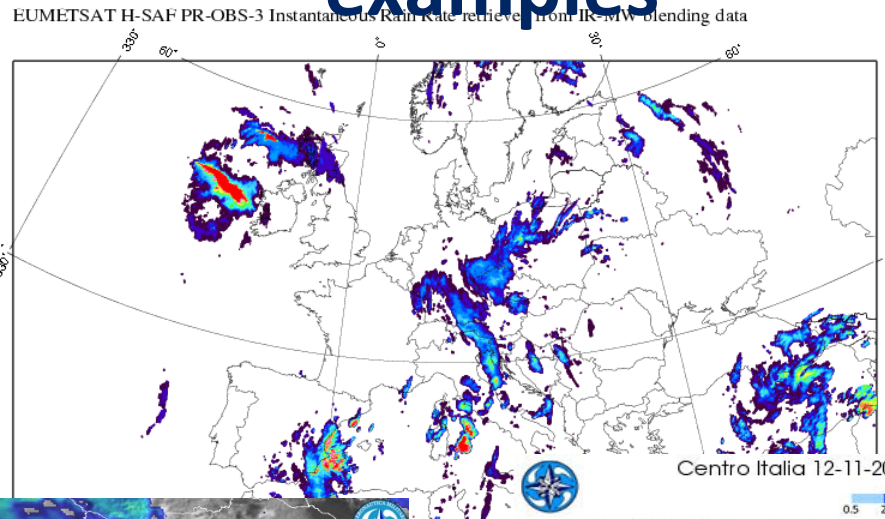 examples
EUMETSAT H-SAF PR-OBS-3 Instantaneous Rain Rate retrieved from IR-MW blending data
330° 60° 0° 30° 60°
Centro Italia 12-11-20
0.5 2